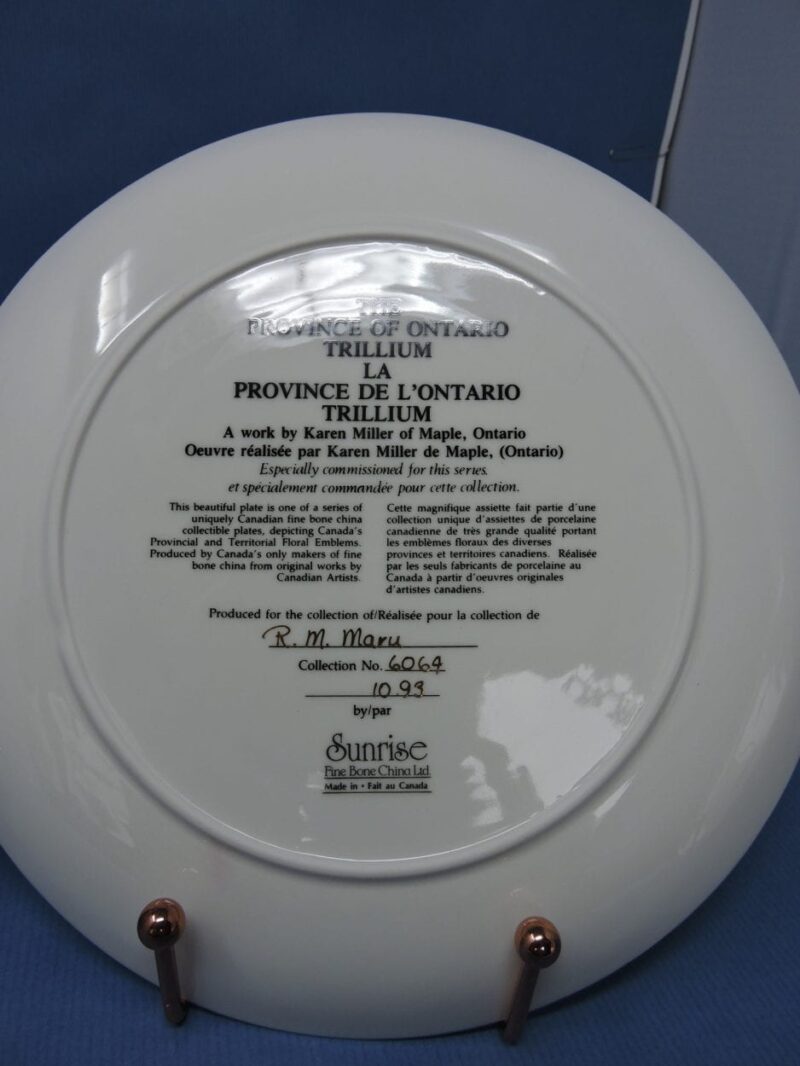 THE
PROVINCE OF ONTARIO
TRILLIUM
LA
PROVINCE DE L'ONTARIO
TRILLIUM
A work by Karen Miller of Maple, Ontario
Oeuvre réalisée par Karen Miller de Maple, (Ontario)
Especially commissioned for this series.
et spécialement commandée pour cette collection.
This beautiful plate is one of a series of
uniquely Canadian fine bone china
collectible plates, depicting Canada's
Provincial and Territorial Floral Emblems.
Produced by Canada's only makers of fine
bone china from original works by
Canadian Artists.
Cette magnifique assiette fait partie d'une
collection unique d'assiettes de porcelaine
canadienne de très grande qualité portant
les emblèmes floraux des diverses
provinces et territoires canadiens. Réalisée
par les seuls fabricants de porcelaine au
Canada à partir d'oeuvres originales
d'artistes canadiens.
Produced for the collection of/Réalisée pour la collection de
R. M. Maru
Collection No. 6064
10.93
by/par
Sunrise
Fine Bone China Ltd.
Made in • Fait au Canada